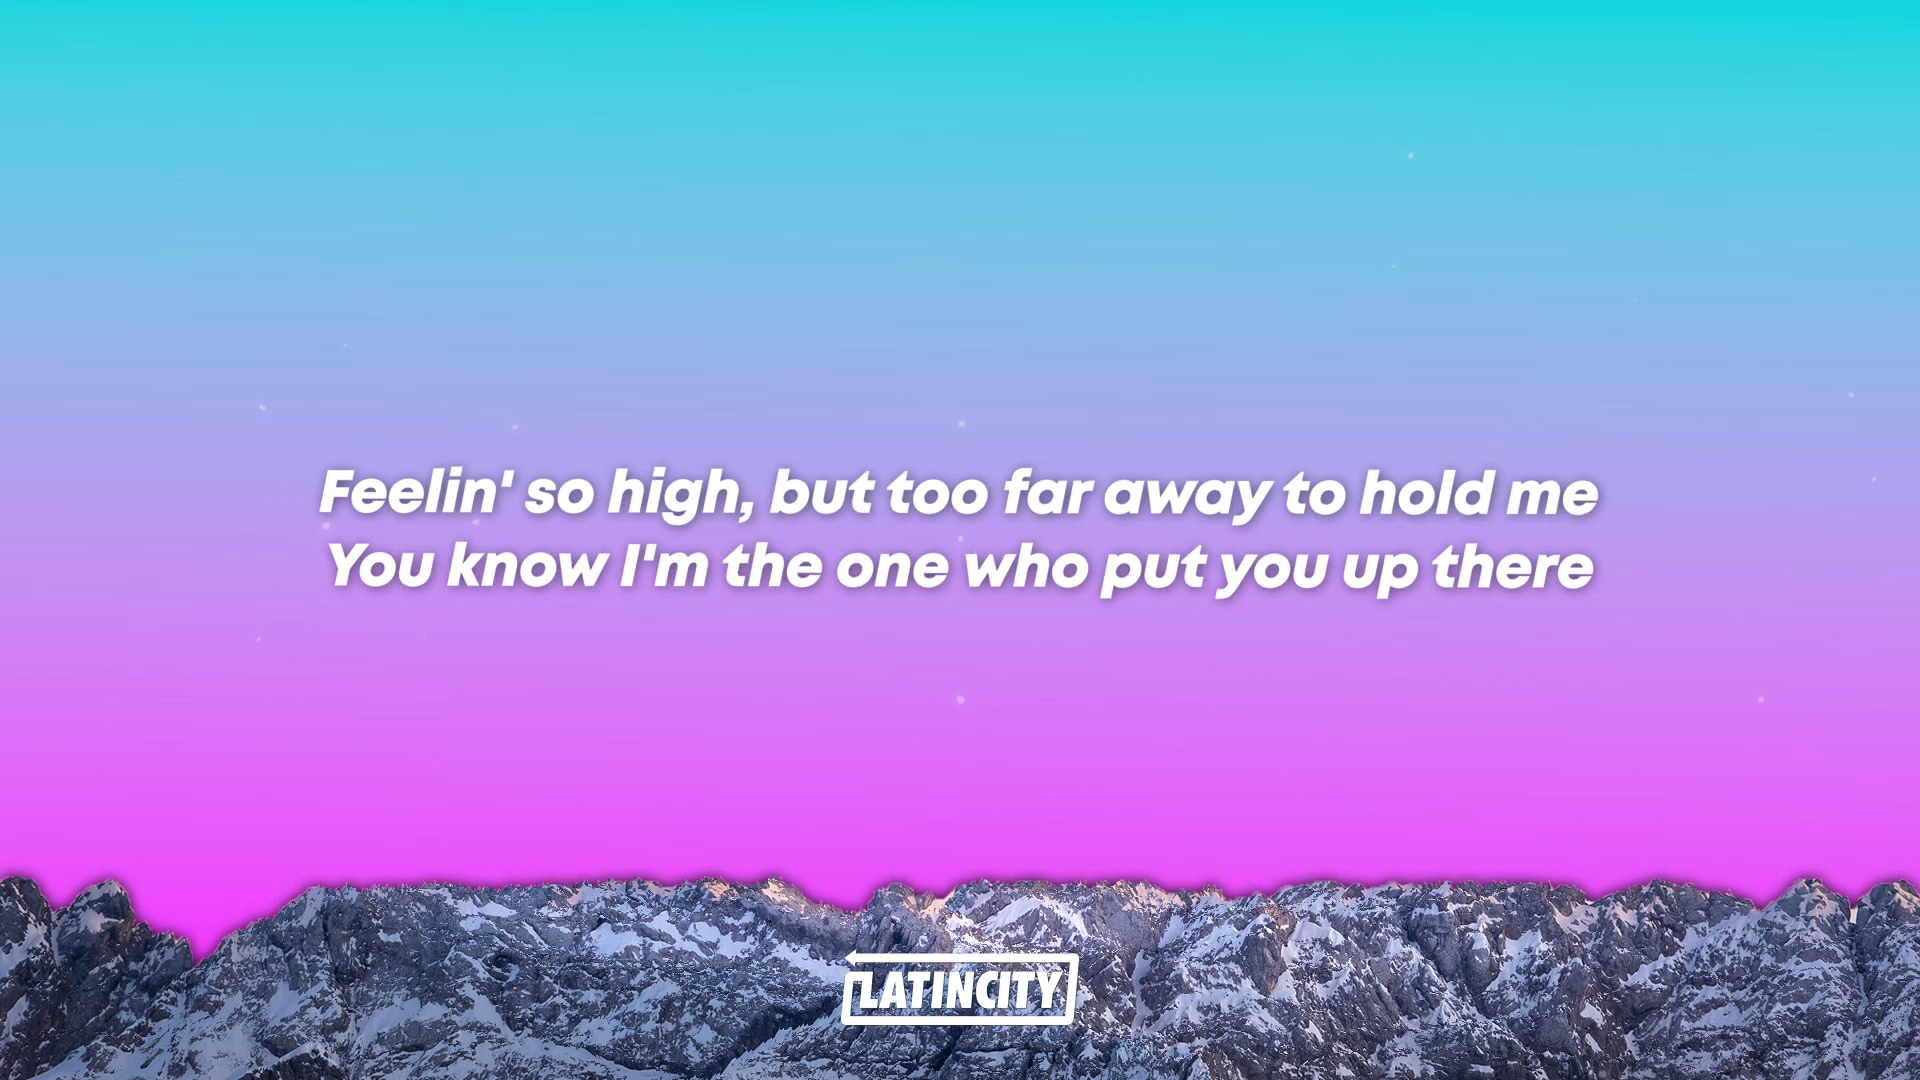 Feelin' so high, but too far away to hold me
You know I'm the one who put you up there
LATINCITY